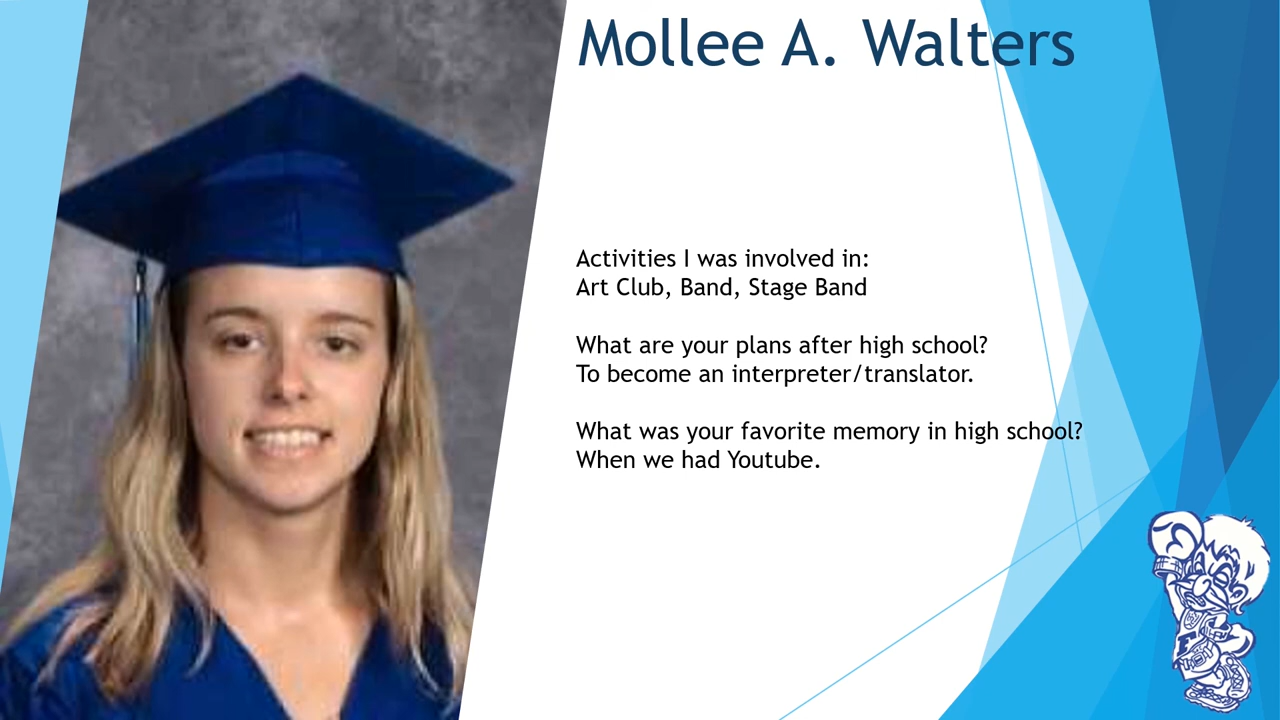 Mollee A. Walters
Activities I was involved in:
Art Club, Band, Stage Band
What are your plans after high school?
To become an interpreter/translator.
What was your favorite memory in high school?
When we had Youtube.
F